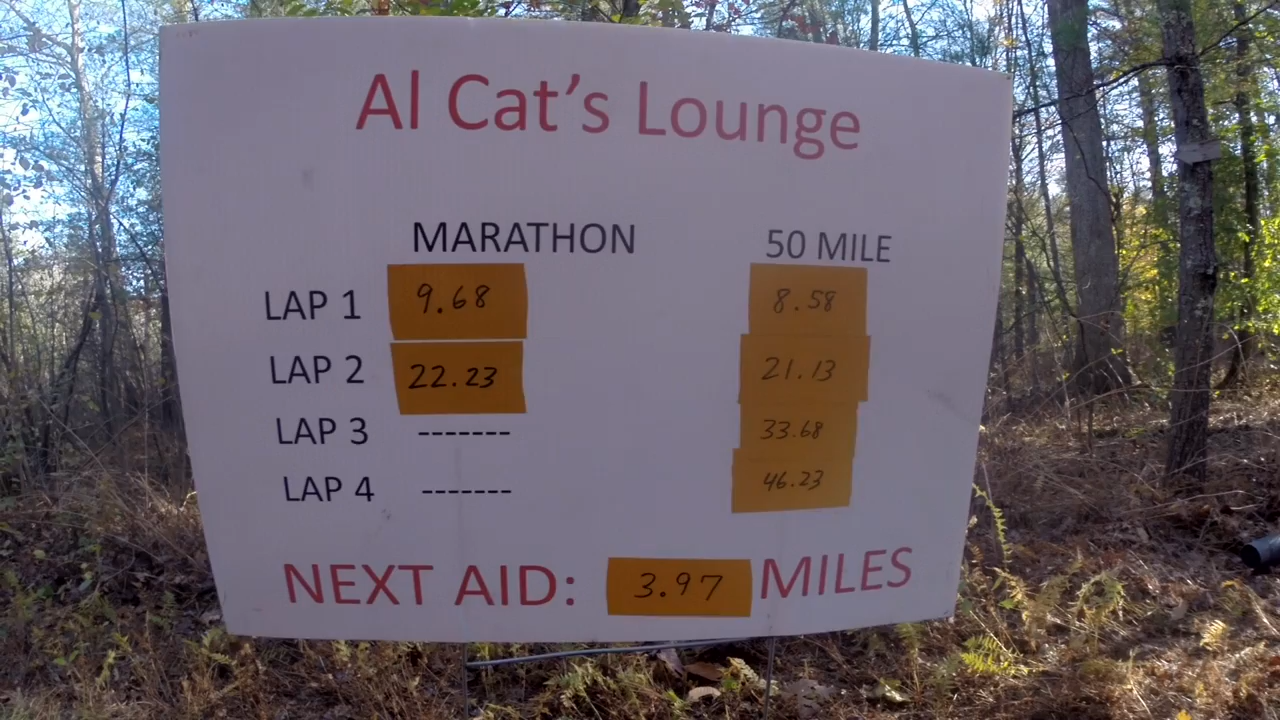 Al Cat's Lounge
MARATHON 50 MILE
LAP 1 9.68 8.58
LAP 2 22.23 21.13
LAP 3 ------- 33.68
LAP 4 ------- 46.23
NEXT AID: 3.97 MILES